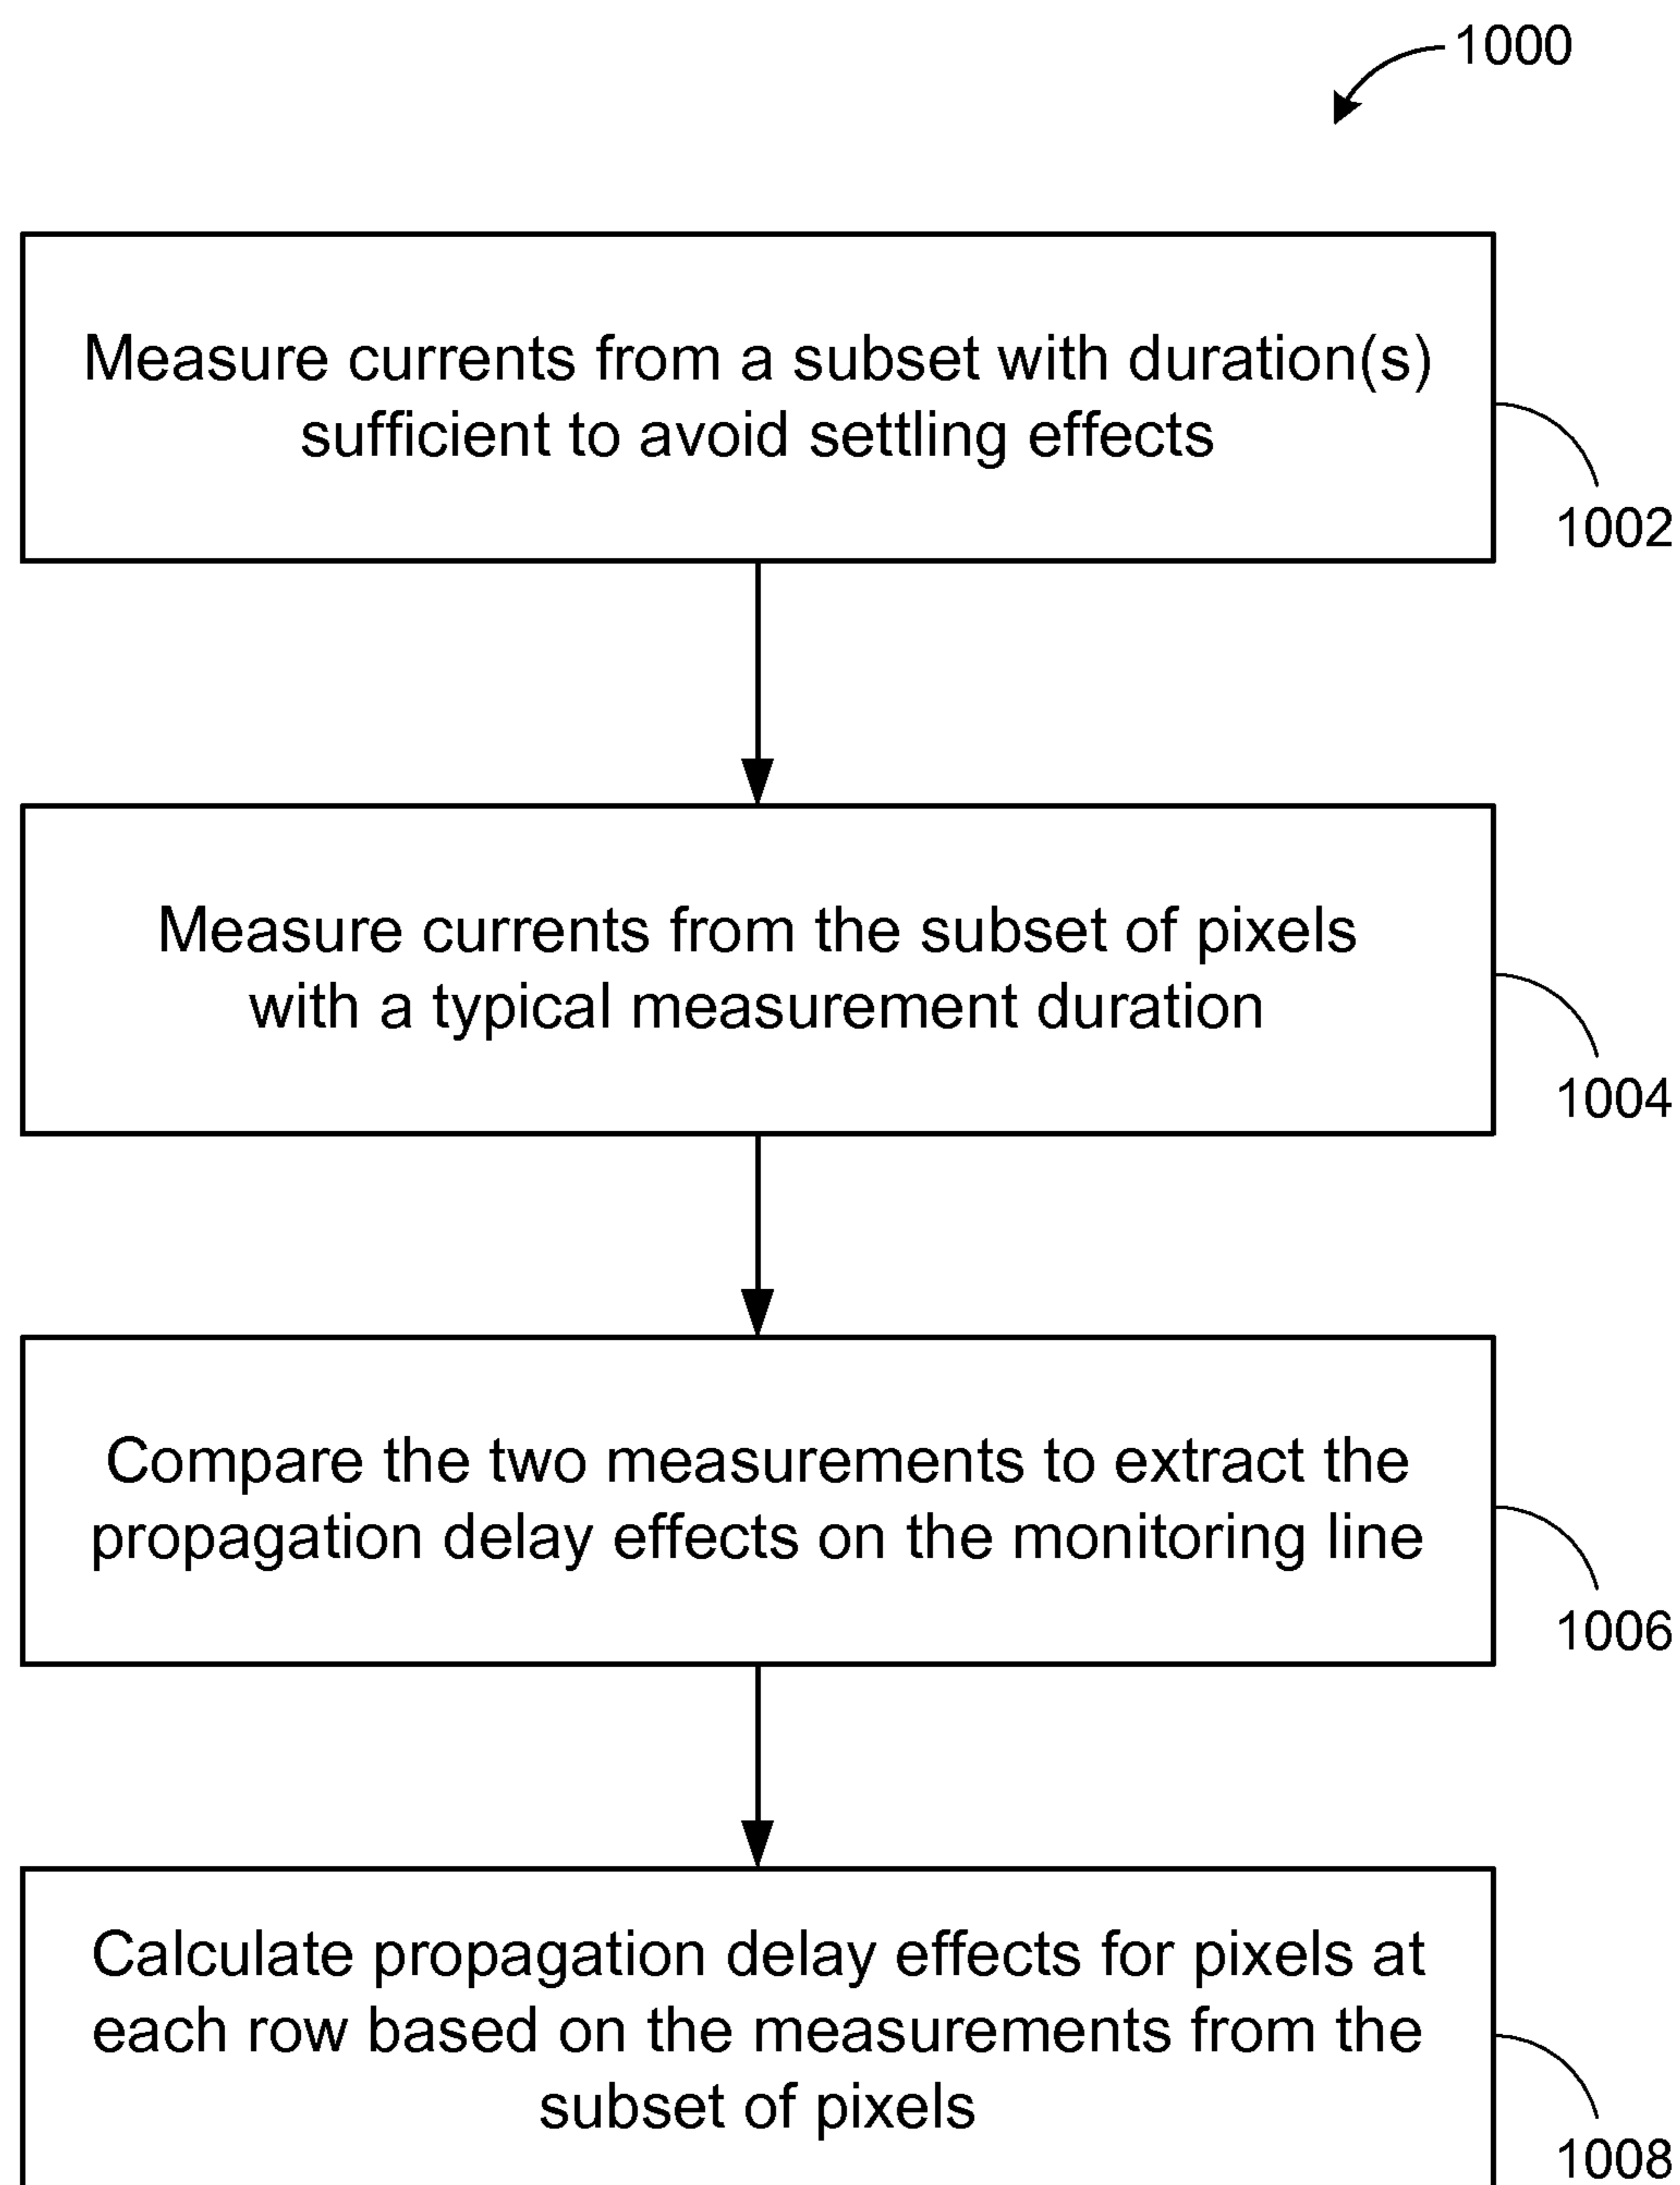 1000
Measure currents from a subset with duration(s)
sufficient to avoid settling effects
1002
Measure currents from the subset of pixels
with a typical measurement duration
1004
Compare the two measurements to extract the
propagation delay effects on the monitoring line
1006
Calculate propagation delay effects for pixels at
each row based on the measurements from the
subset of pixels
1008